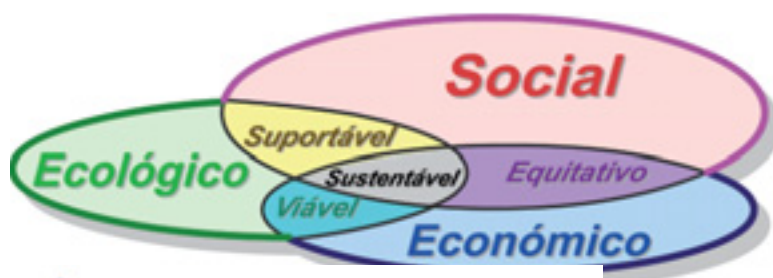 Social
Suportável
Ecológico
Sustentável
Equitativo
Viável
Económico